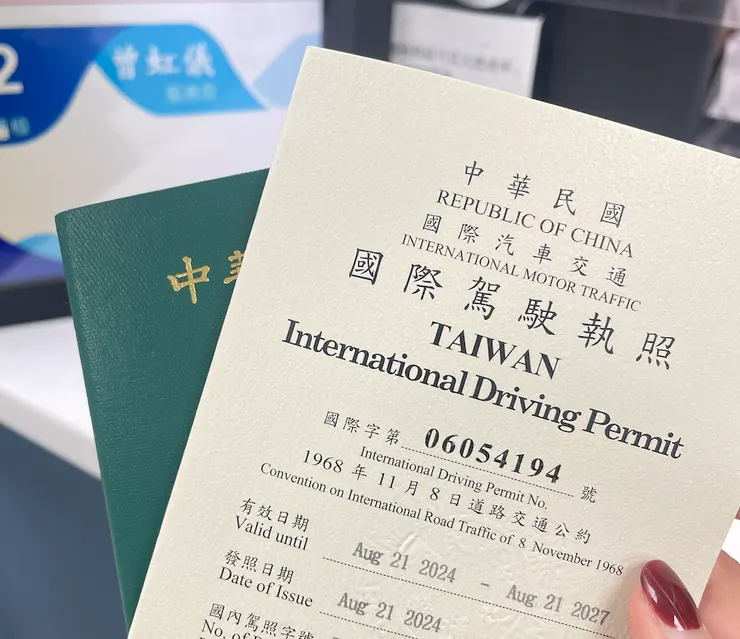 2
曾虹儀
中華
中華民國
REPUBLIC OF CHINA
國際汽車交通
INTERNATIONAL MOTOR TRAFFIC
國際駕駛執照
TAIWAN
International Driving Permit
國際字第 06054194 號
International Driving Permit No.
1968 年 11 月 8 日道路交通公約
Convention on International Road Traffic of 8 November 1968
有效日期
Valid until Aug 21 2024 - Aug 21 2027
發照日期
Date of Issue Aug 21 2024
國內駕照字號
No. of